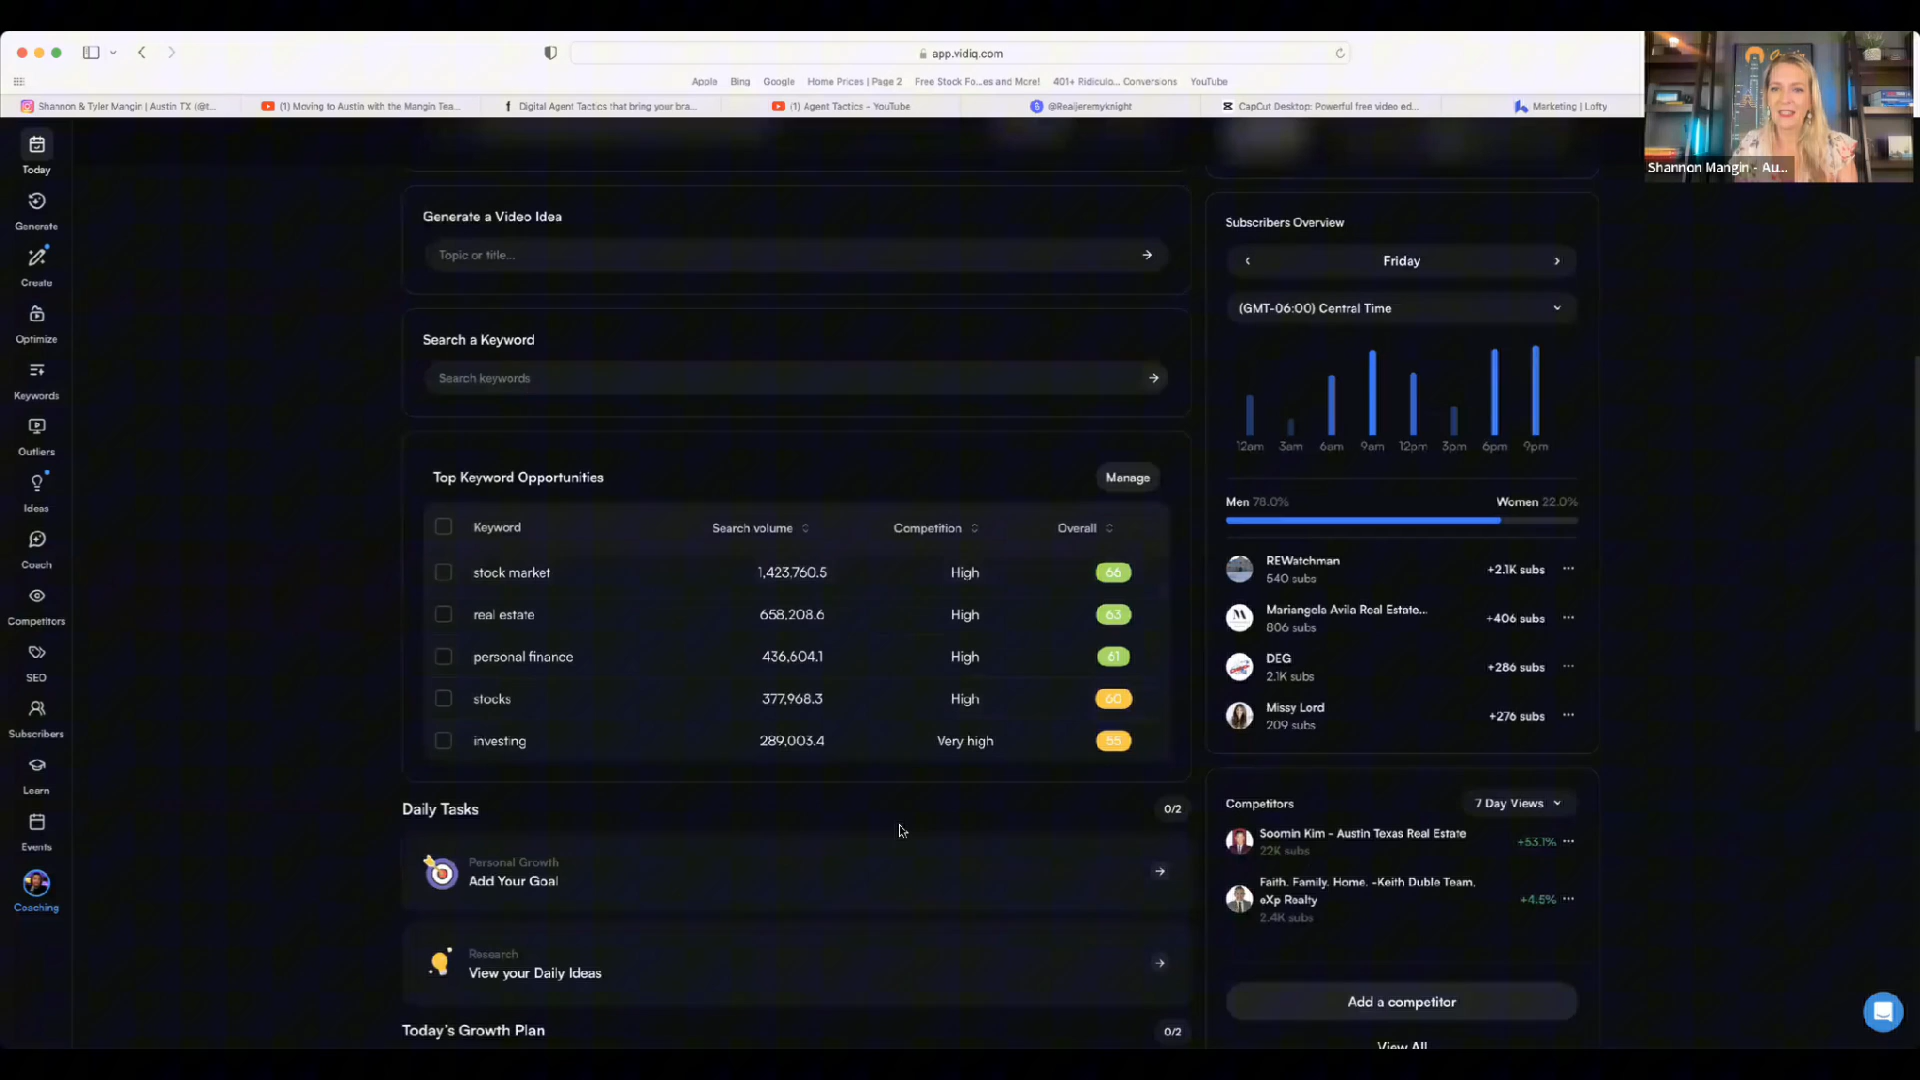 app.vidiq.com
Apple Bing Google Home Prices | Page 2 Free Stock Fo...es and More! 401+ Ridiculo... Conversions YouTube
Shannon & Tyler Mangin | Austin TX (@t... (1) Moving to Austin with the Mangin Tea... Digital Agent Tactics that bring your bra... (1) Agent Tactics - YouTube @Realjeremyknight CapCut Desktop: Powerful free video ed... Marketing | Lofty
Shannon Mangin - Au...
Today
Generate
Create
Optimize
Keywords
Outliers
Ideas
Coach
Competitors
SEO
Subscribers
Learn
Events
Coaching
Generate a Video Idea
Topic or title...
Search a Keyword
Search keywords
Top Keyword Opportunities Manage
Keyword Search volume Competition Overall
stock market 1,423,760.5 High 66
real estate 658,208.6 High 63
personal finance 436,604.1 High 61
stocks 377,968.3 High 60
investing 289,003.4 Very high 55
Daily Tasks 0/2
Personal Growth
Add Your Goal
Research
View your Daily Ideas
Today's Growth Plan 0/2
Subscribers Overview
Friday
(GMT-06:00) Central Time
12am 3am 6am 9am 12pm 3pm 6pm 9pm
Men 78.0% Women 22.0%
REWatchman
540 subs
+2.1K subs
Mariangela Avila Real Estate...
806 subs
+406 subs
DEG
2.1K subs
+286 subs
Missy Lord
209 subs
+276 subs
Competitors 7 Day Views
Soomin Kim - Austin Texas Real Estate
22K subs
+53.1%
Faith. Family. Home. -Keith Duble Team,
eXp Realty
2.4K subs
+4.5%
Add a competitor
View All